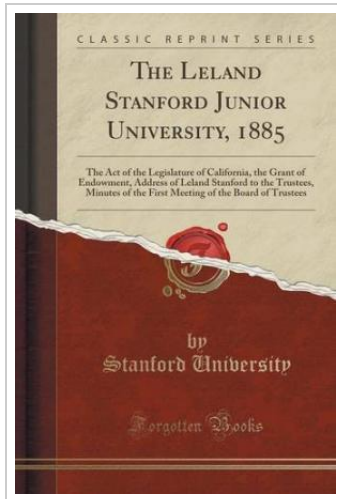 CLASSIC REPRINT SERIES
THE LELAND
STANFORD JUNIOR
UNIVERSITY, 1885
The Act of the Legislature of California, the Grant of
Endowment, Address of Leland Stanford to the Trustees,
Minutes of the First Meeting of the Board of Trustees
by
Stanford University
Forgotten Books